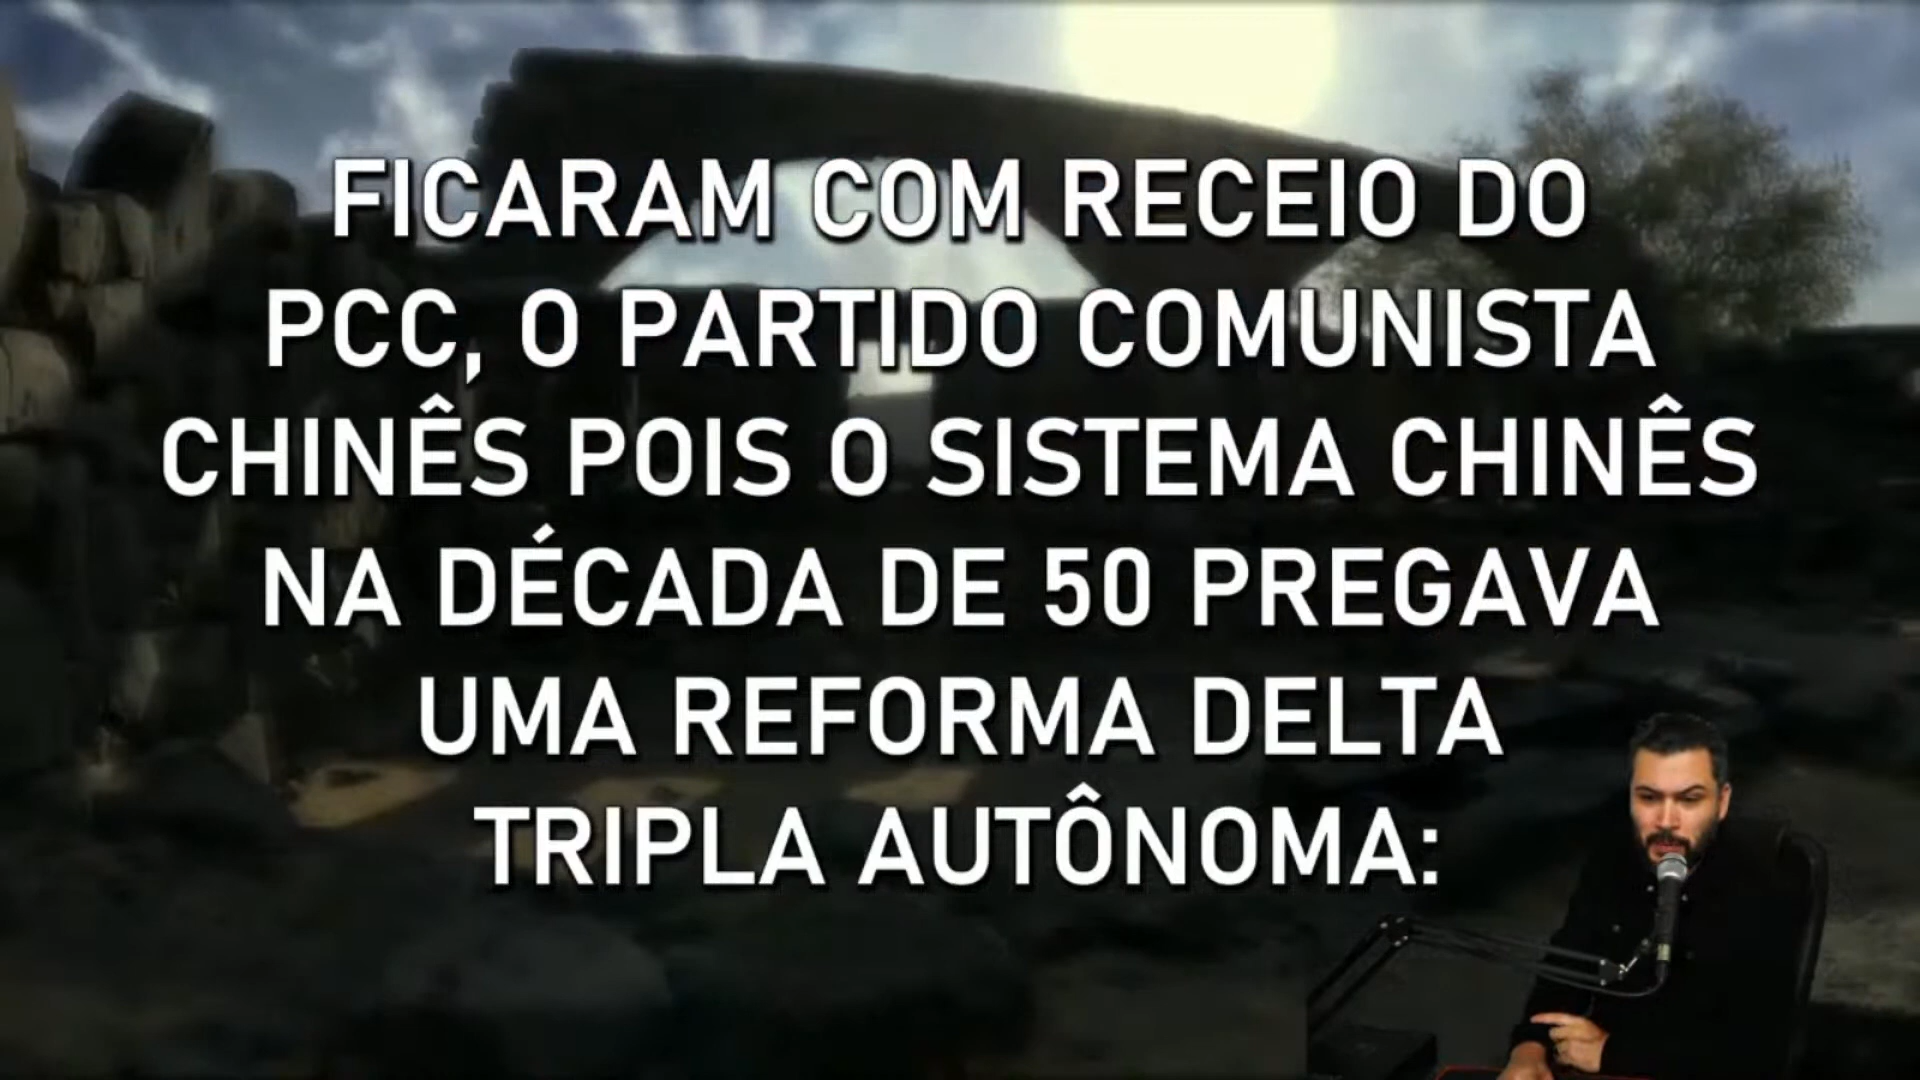 FICARAM COM RECEIO DO
PCC, O PARTIDO COMUNISTA
CHINÊS POIS O SISTEMA CHINÊS
NA DÉCADA DE 50 PREGAVA
UMA REFORMA DELTA
TRIPLA AUTÔNOMA: